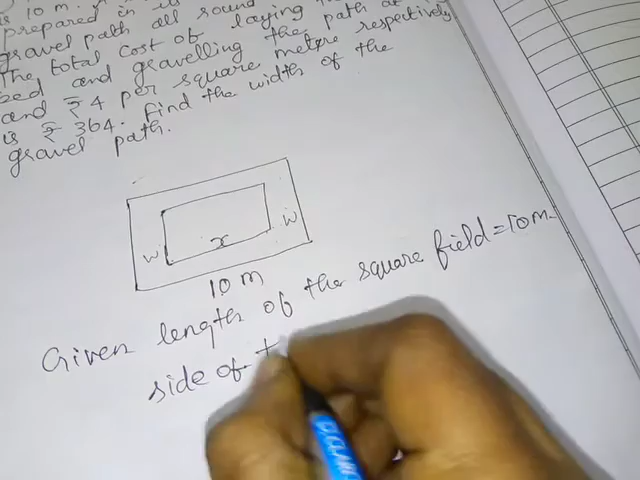 is 10 m.
prepared in
gravel path all round
The total cost of laying the
bed and gravelling the path at
and ₹ 4 per square metre respectively
is ₹ 364. Find the width of the
gravel path.
W
x
W
10 m
Given length of the square field = 10 m
side of t